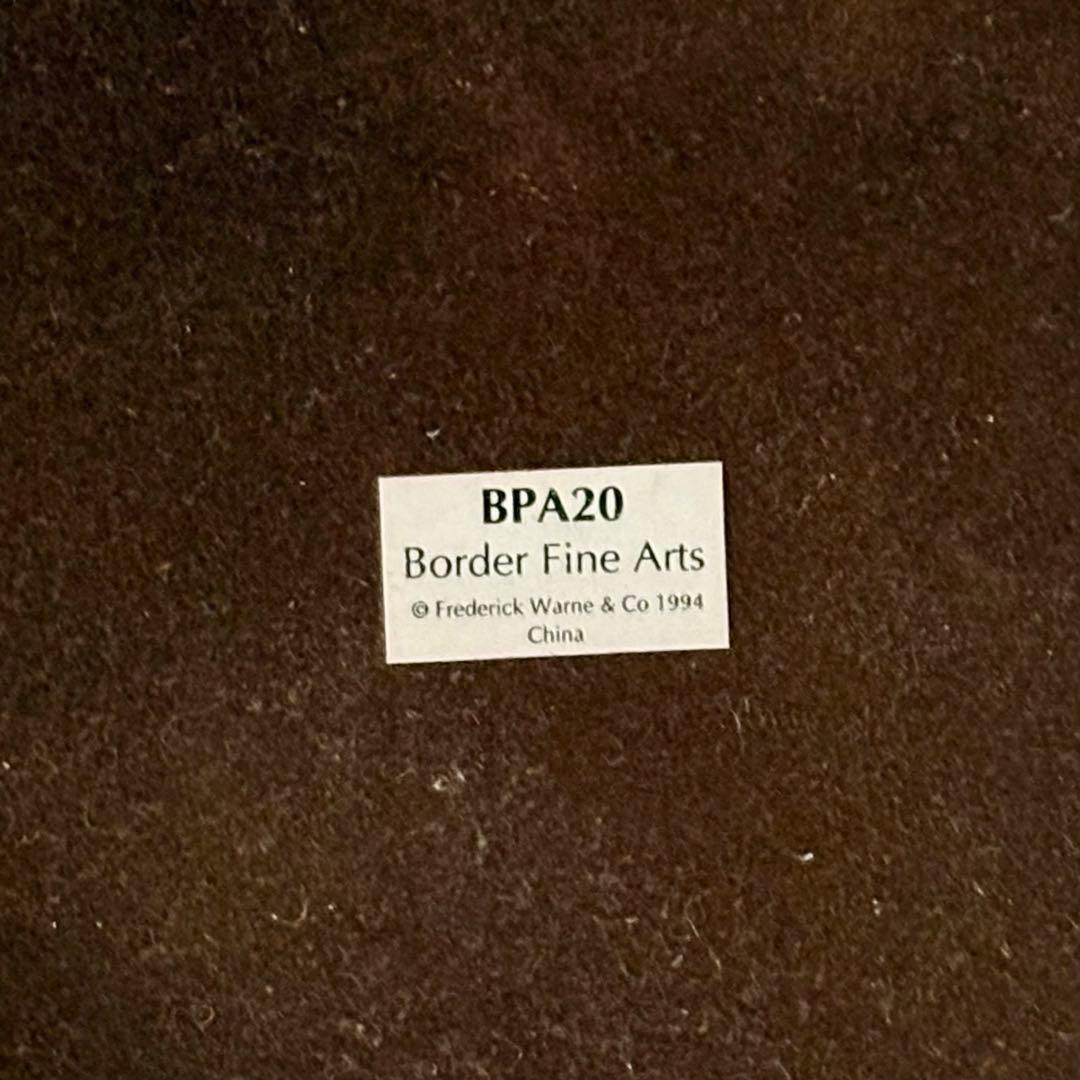 BPA20
Border Fine Arts
© Frederick Warne & Co 1994
China